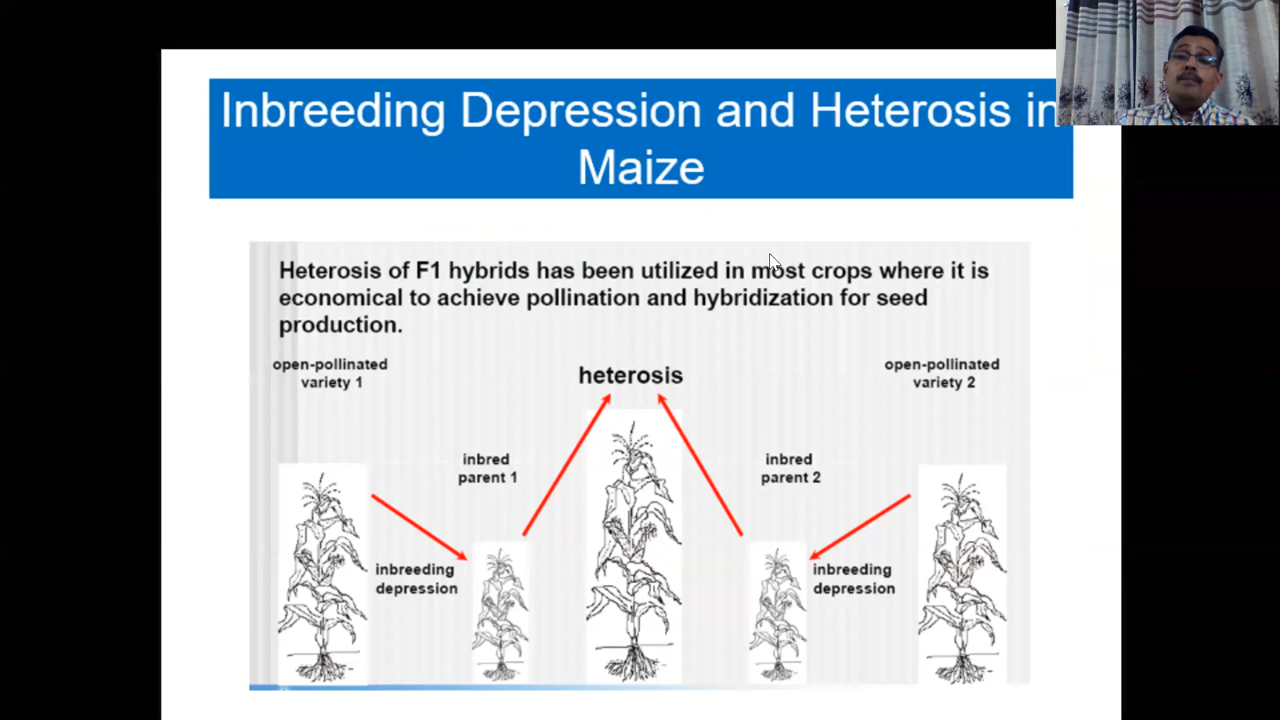 Inbreeding Depression and Heterosis in
Maize
Heterosis of F1 hybrids has been utilized in most crops where it is
economical to achieve pollination and hybridization for seed
production.
open-pollinated
variety 1
heterosis
open-pollinated
variety 2
inbred
parent 1
inbred
parent 2
inbreeding
depression
inbreeding
depression